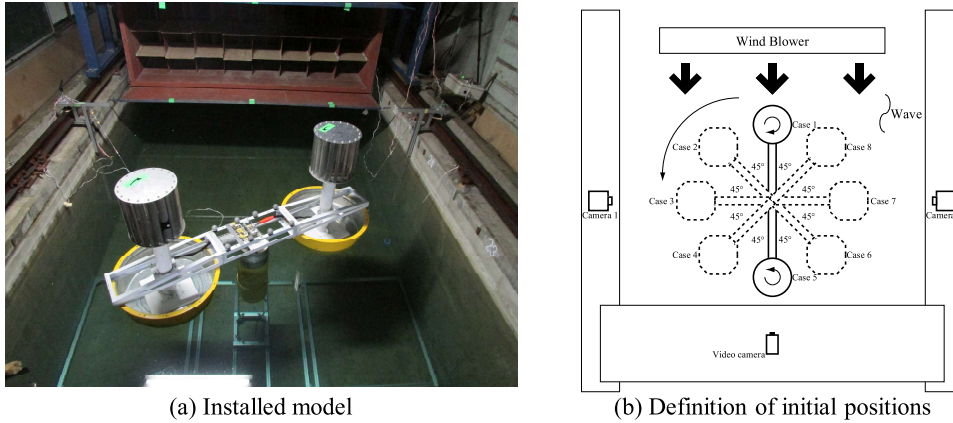 Wind Blower
Case 1
Case 2
Case 8
Wave
45°
45°
45°
45°
Case 3
Case 7
Camera 1
Camera
45°
45°
45°
45°
Case 4
Case 6
Case 5
Video camera
(a) Installed model
(b) Definition of initial positions